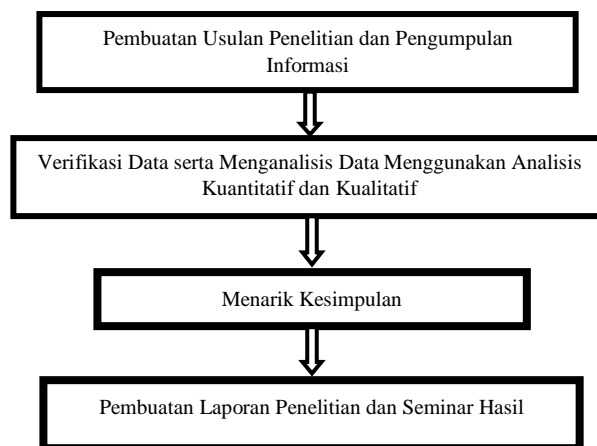 Pembuatan Usulan Penelitian dan Pengumpulan
Informasi
Verifikasi Data serta Menganalisis Data Menggunakan Analisis
Kuantitatif dan Kualitatif
Menarik Kesimpulan
Pembuatan Laporan Penelitian dan Seminar Hasil